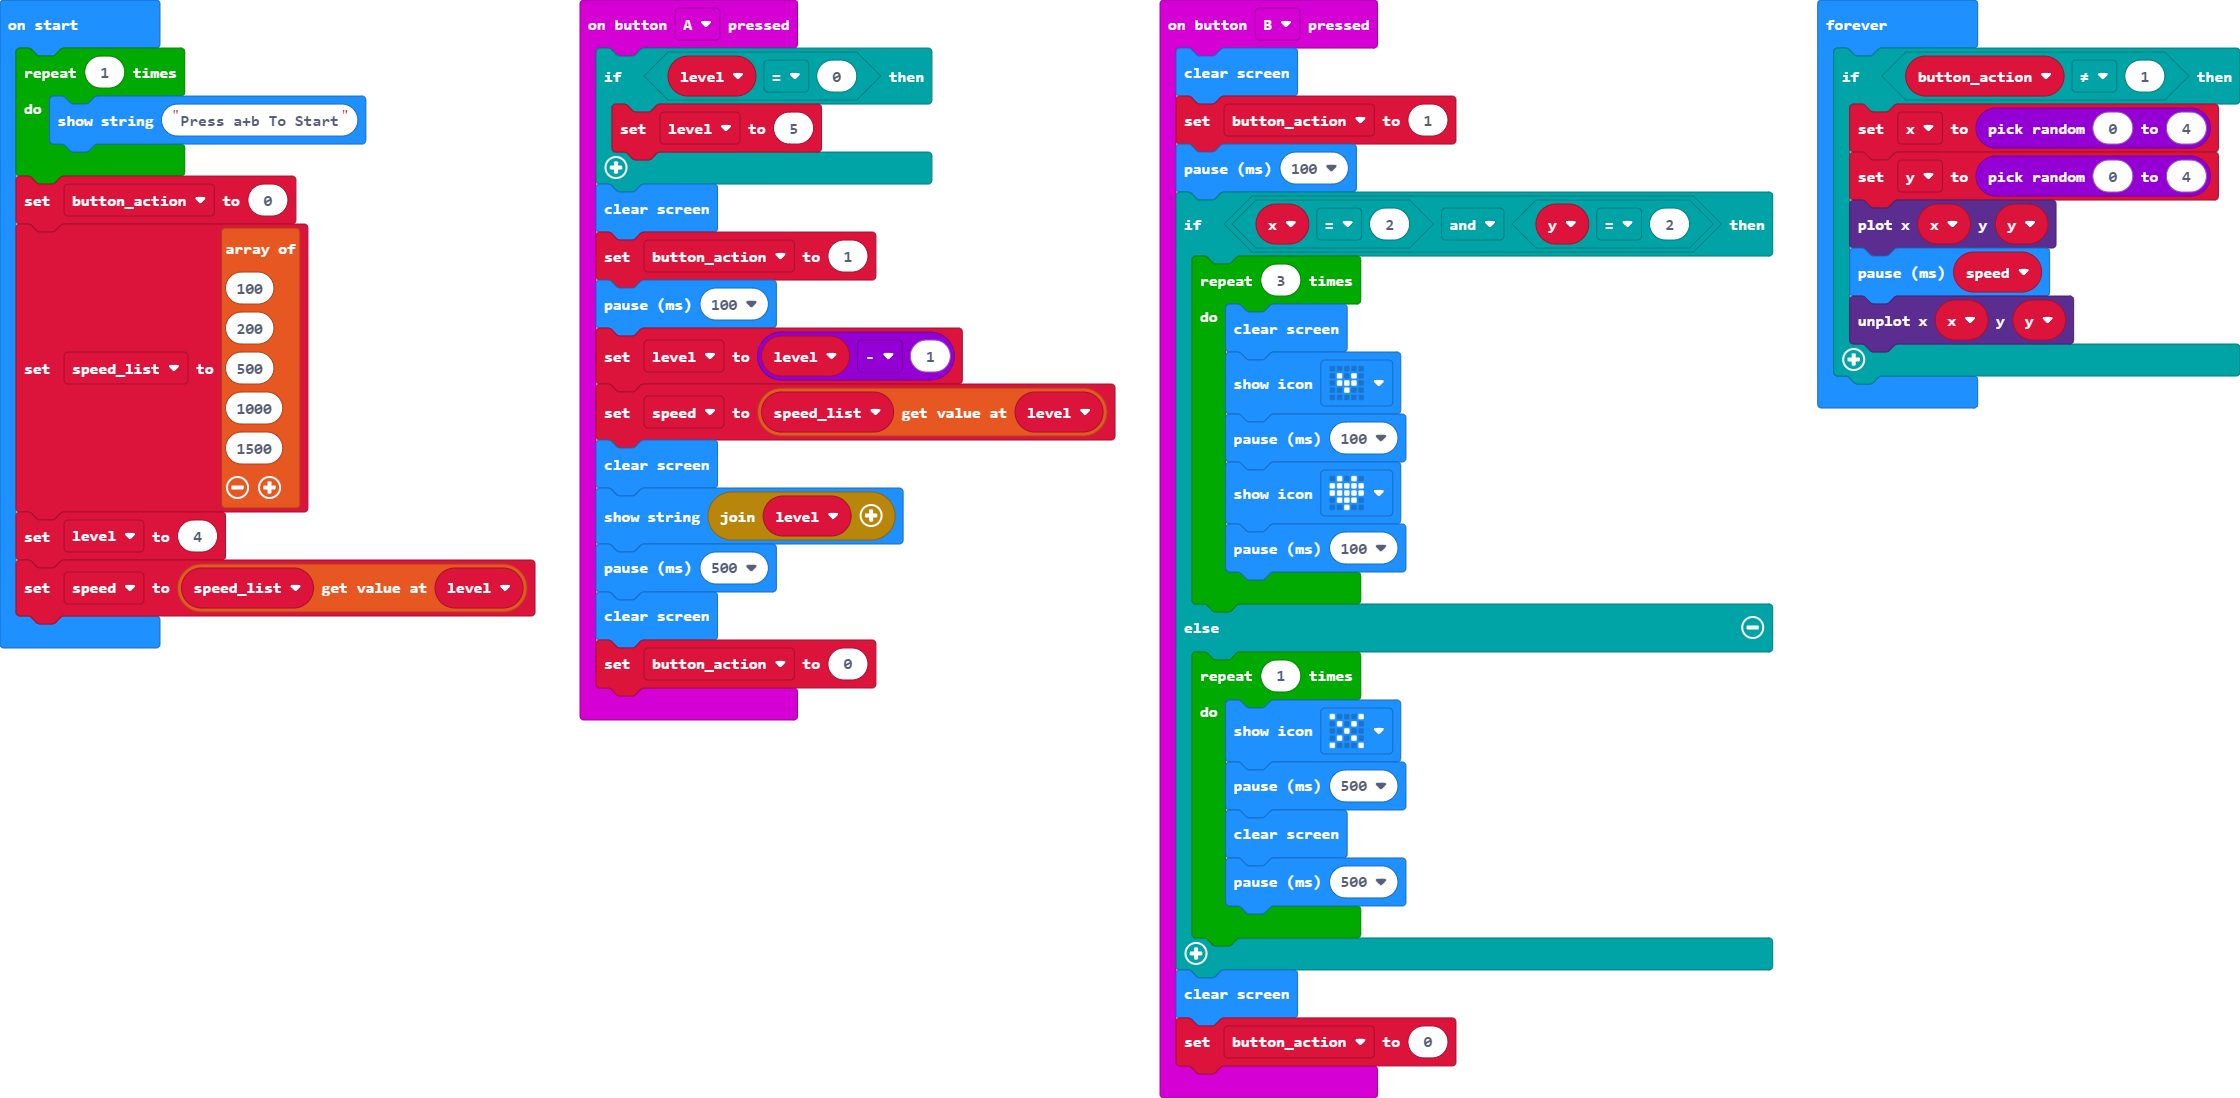 on start
repeat 1 times
do show string "Press a+b To Start"
set button_action to 0
set speed_list to array of
100
200
500
1000
1500
set level to 4
set speed to speed_list get value at level
on button A pressed
if level = 0 then
set level to 5
clear screen
set button_action to 1
pause (ms) 100
set level to level - 1
set speed to speed_list get value at level
clear screen
show string join level
pause (ms) 500
clear screen
set button_action to 0
on button B pressed
clear screen
set button_action to 1
pause (ms) 100
if x = 2 and y = 2 then
repeat 3 times
do
clear screen
show icon
pause (ms) 100
show icon
pause (ms) 100
else
repeat 1 times
do
show icon
pause (ms) 500
clear screen
pause (ms) 500
clear screen
set button_action to 0
forever
if button_action ≠ 1 then
set x to pick random 0 to 4
set y to pick random 0 to 4
plot x x y y
pause (ms) speed
unplot x x y y